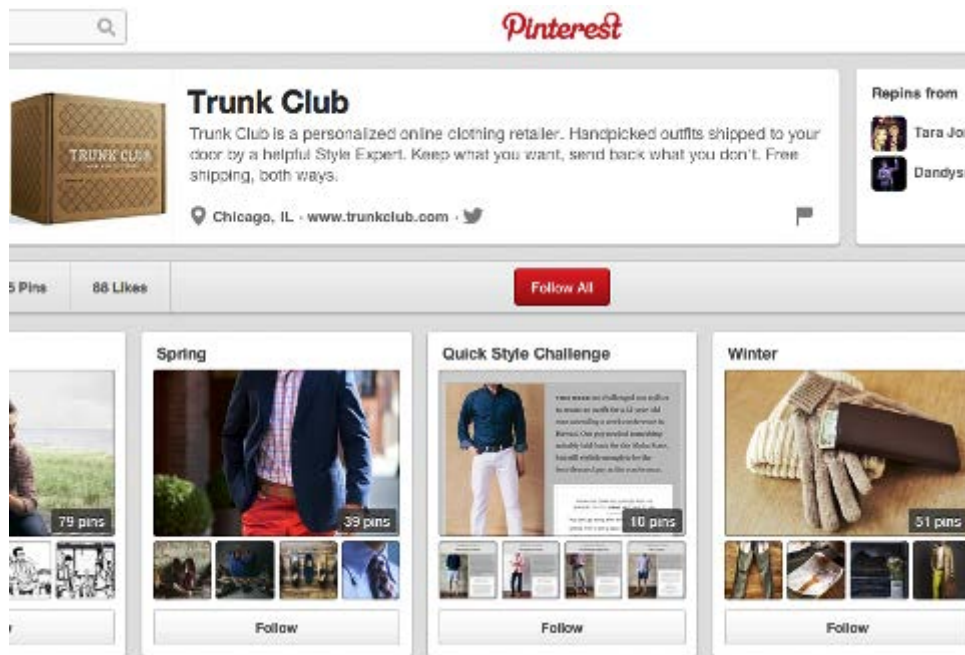 Pinterest
Trunk Club
Trunk Club is a personalized online clothing retailer. Handpicked outfits shipped to your
door by a helpful Style Expert. Keep what you want, send back what you don't. Free
shipping, both ways.
Chicago, IL · www.trunkclub.com ·
TRUNK CLUB
Repins from
Tara Jo
Dandys
5 Pins
88 Likes
Follow All
79 pins
Spring
39 pins
Follow
Quick Style Challenge
10 pins
Follow
Winter
51 pins
Follow